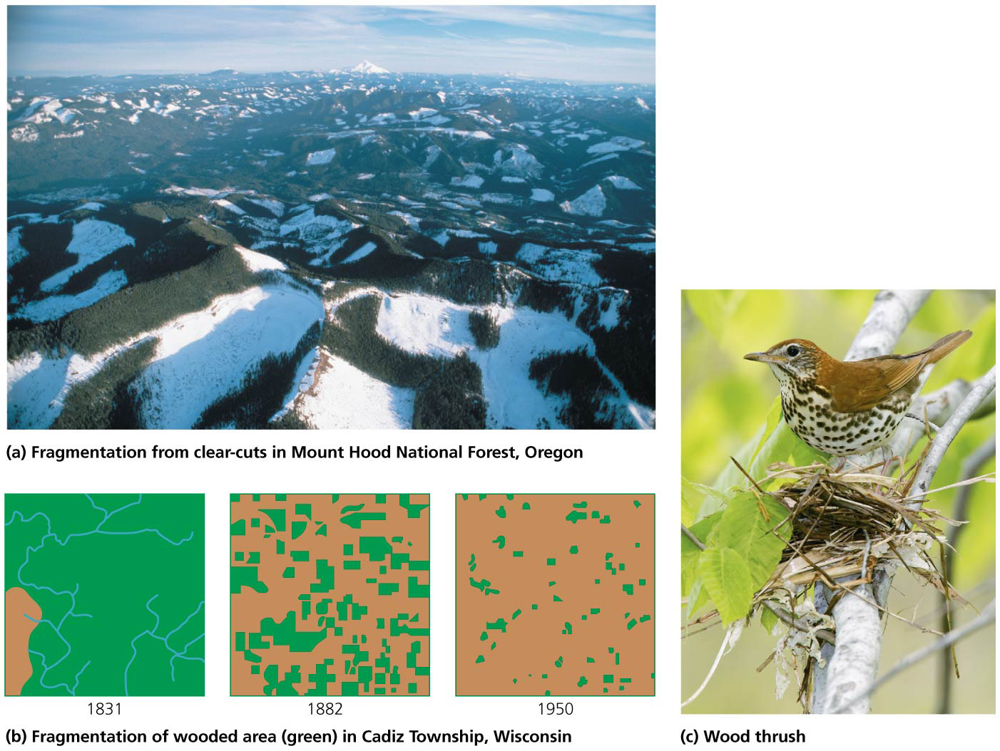 (a) Fragmentation from clear-cuts in Mount Hood National Forest, Oregon
1831
1882
1950
(b) Fragmentation of wooded area (green) in Cadiz Township, Wisconsin
(c) Wood thrush